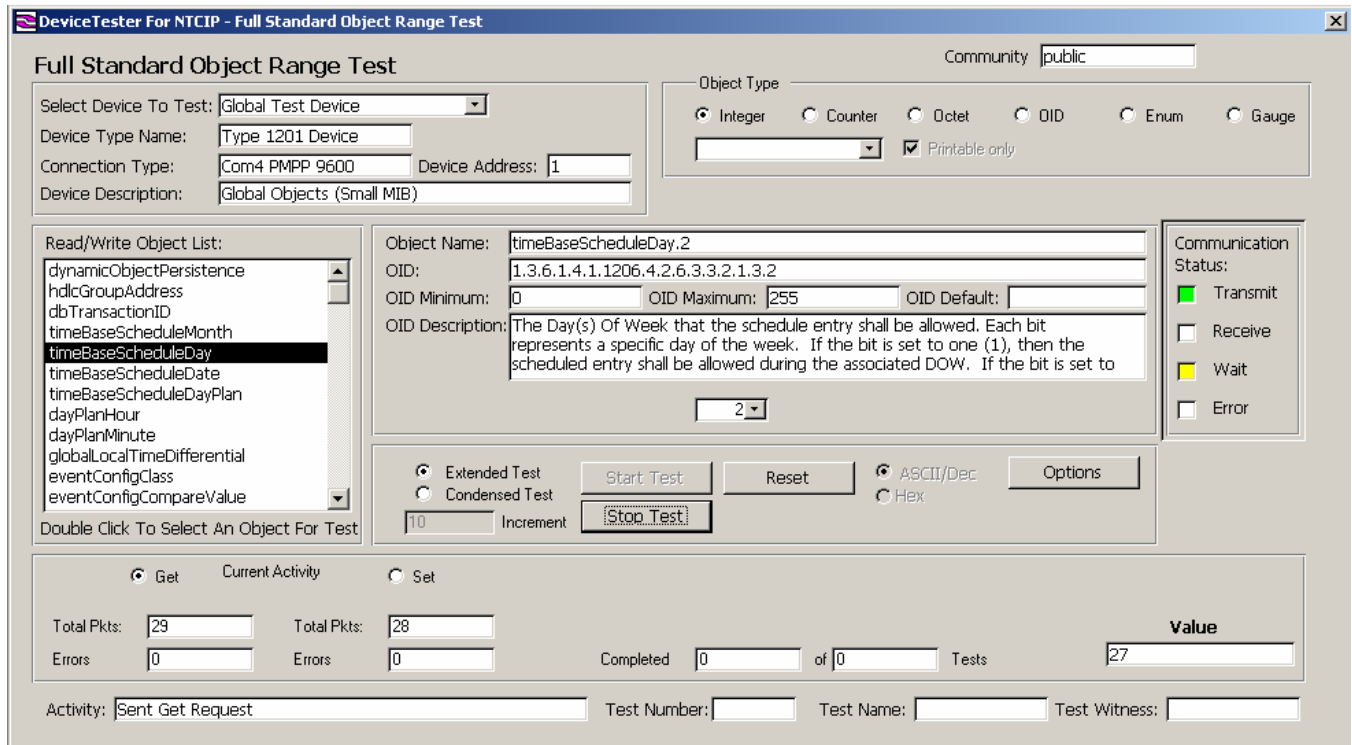 DeviceTester For NTCIP - Full Standard Object Range Test
Full Standard Object Range Test
Community public
Select Device To Test: Global Test Device
Device Type Name: Type 1201 Device
Connection Type: Com4 PMPP 9600 Device Address: 1
Device Description: Global Objects (Small MIB)
Object Type
Integer Counter Octet OID Enum Gauge
Printable only
Read/Write Object List:
dynamicObjectPersistence
hdlcGroupAddress
dbTransactionID
timeBaseScheduleMonth
timeBaseScheduleDay
timeBaseScheduleDate
timeBaseScheduleDayPlan
dayPlanHour
dayPlanMinute
globalLocalTimeDifferential
eventConfigClass
eventConfigCompareValue
Double Click To Select An Object For Test
Object Name: timeBaseScheduleDay.2
OID: 1.3.6.1.4.1.1206.4.2.6.3.3.2.1.3.2
OID Minimum: 0 OID Maximum: 255 OID Default:
OID Description: The Day(s) Of Week that the schedule entry shall be allowed. Each bit
represents a specific day of the week. If the bit is set to one (1), then the
scheduled entry shall be allowed during the associated DOW. If the bit is set to
2
Communication
Status:
Transmit
Receive
Wait
Error
Extended Test Start Test Reset ASCII/Dec Options
Condensed Test Hex
10 Increment Stop Test
Get Current Activity Set
Total Pkts: 29 Total Pkts: 28 Value
Errors 0 Errors 0 Completed 0 of 0 Tests 27
Activity: Sent Get Request Test Number: Test Name: Test Witness: